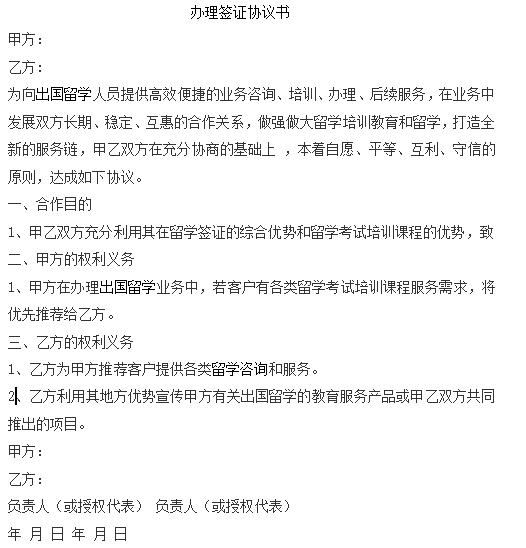 办理签证协议书
甲方：
乙方：
为向出国留学人员提供高效便捷的业务咨询、培训、办理、后续服务，在业务中
发展双方长期、稳定、互惠的合作关系，做强做大留学培训教育和留学，打造全
新的服务链，甲乙双方在充分协商的基础上 ，本着自愿、平等、互利、守信的
原则，达成如下协议。
一、合作目的
1、甲乙双方充分利用其在留学签证的综合优势和留学考试培训课程的优势，致
二、甲方的权利义务
1、甲方在办理出国留学业务中，若客户有各类留学考试培训课程服务需求，将
优先推荐给乙方。
三、乙方的权利义务
1、乙方为甲方推荐客户提供各类留学咨询和服务。
2、乙方利用其地方优势宣传甲方有关出国留学的教育服务产品或甲乙双方共同
推出的项目。
甲方：
乙方：
负责人（或授权代表） 负责人（或授权代表）
年 月 日 年 月 日